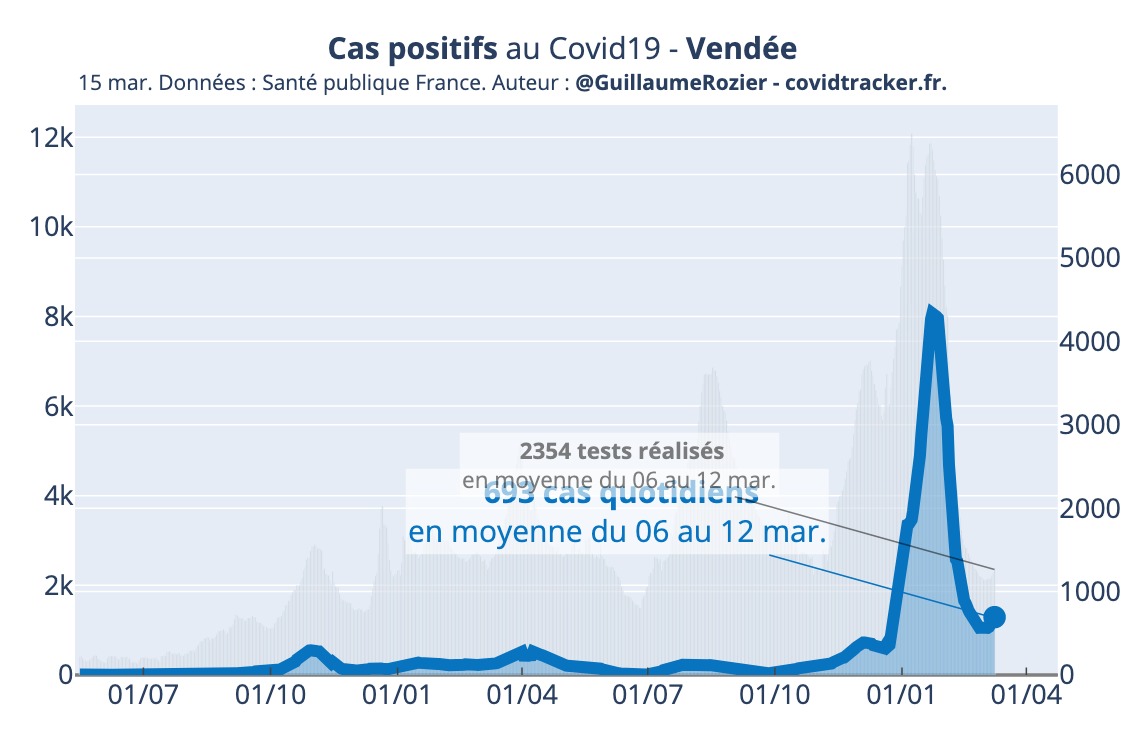 Cas positifs au Covid19 - Vendée
15 mar. Données : Santé publique France. Auteur : @GuillaumeRozier - covidtracker.fr.
12k
10k
8k
6k
4k
2k
0
6000
5000
4000
3000
2000
1000
0
2354 tests réalisés
en moyenne du 06 au 12 mar.
693 cas quotidiens
en moyenne du 06 au 12 mar.
01/07 01/10 01/01 01/04 01/07 01/10 01/01 01/04